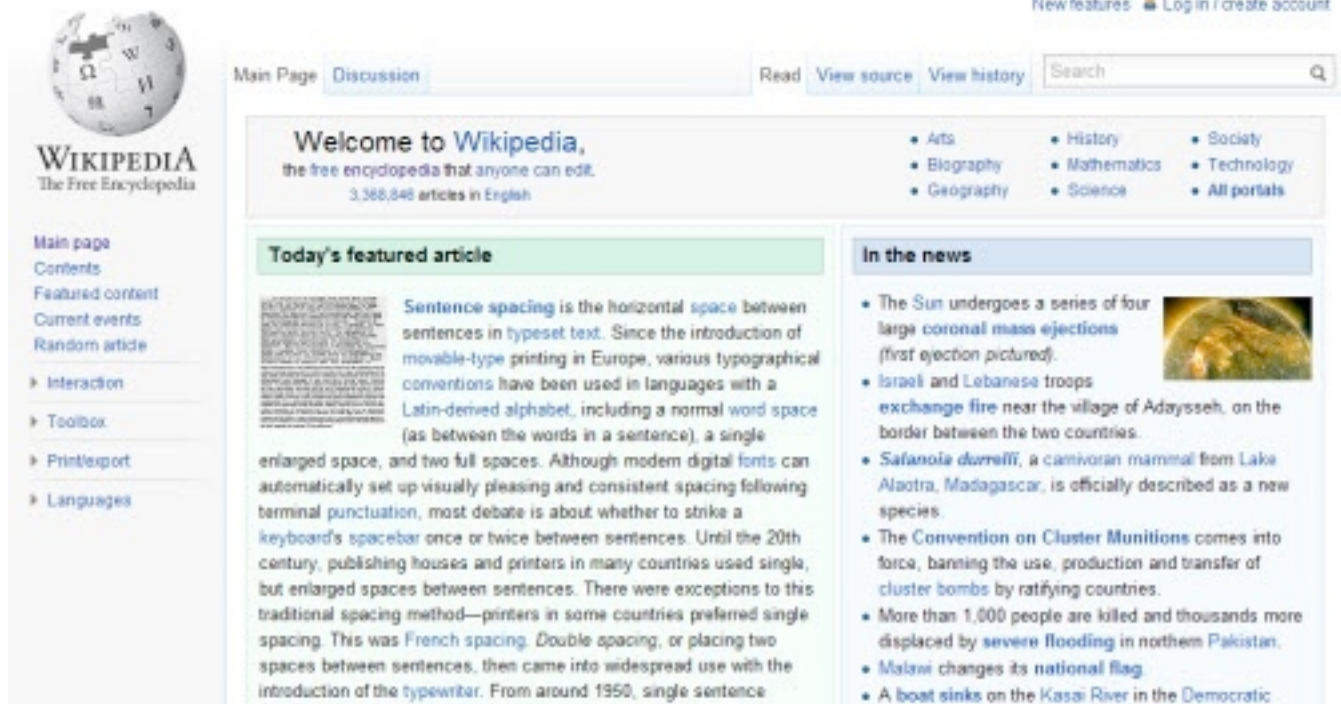 New features Log in / create account
Ω
W
И
7
WIKIPEDIA
The Free Encyclopedia
Main Page Discussion Read View source View history Search
Welcome to Wikipedia,
the free encyclopedia that anyone can edit.
3,368,846 articles in English
Arts
Biography
Geography
History
Mathematics
Science
Society
Technology
All portals
Main page
Contents
Featured content
Current events
Random article
Interaction
Toolbox
Print/export
Languages
Today's featured article
Sentence spacing is the horizontal space between
sentences in typeset text. Since the introduction of
movable-type printing in Europe, various typographical
conventions have been used in languages with a
Latin-derived alphabet, including a normal word space
(as between the words in a sentence), a single
enlarged space, and two full spaces. Although modern digital fonts can
automatically set up visually pleasing and consistent spacing following
terminal punctuation, most debate is about whether to strike a
keyboard's spacebar once or twice between sentences. Until the 20th
century, publishing houses and printers in many countries used single,
but enlarged spaces between sentences. There were exceptions to this
traditional spacing method—printers in some countries preferred single
spacing. This was French spacing. Double spacing, or placing two
spaces between sentences, then came into widespread use with the
introduction of the typewriter. From around 1950, single sentence
In the news
The Sun undergoes a series of four
large coronal mass ejections
(first ejection pictured).
Israeli and Lebanese troops
exchange fire near the village of Adaysseh, on the
border between the two countries.
Salanoia durrelli, a carnivoran mammal from Lake
Alaotra, Madagascar, is officially described as a new
species.
The Convention on Cluster Munitions comes into
force, banning the use, production and transfer of
cluster bombs by ratifying countries.
More than 1,000 people are killed and thousands more
displaced by severe flooding in northern Pakistan.
Malawi changes its national flag.
A boat sinks on the Kasai River in the Democratic